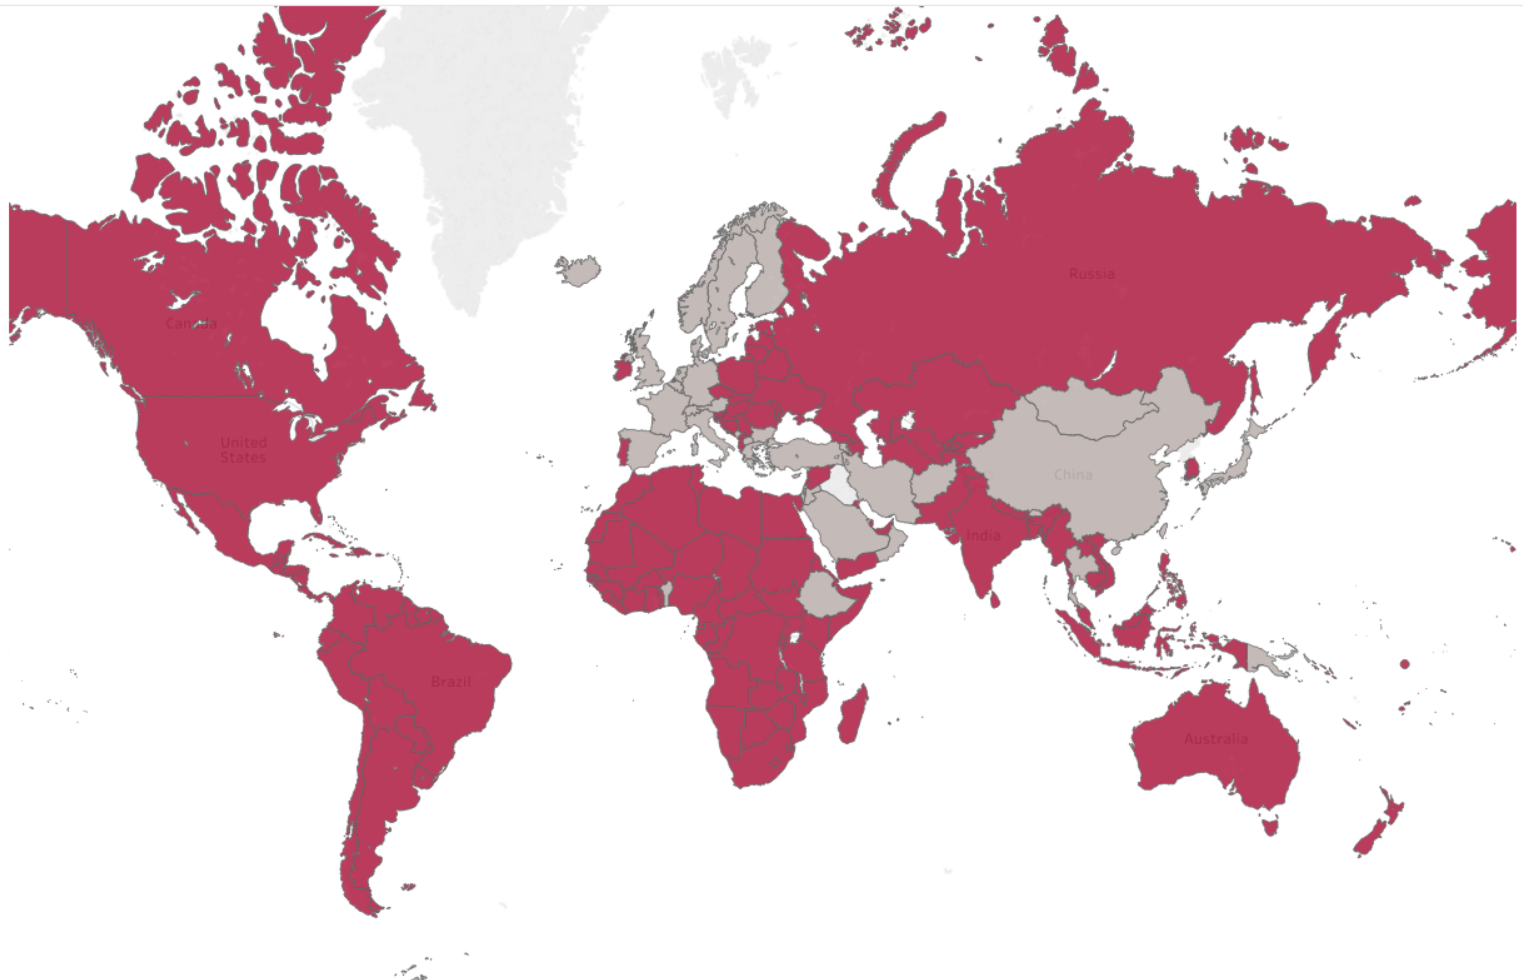 Russia
Canada
United
States
China
India
Brazil
Australia